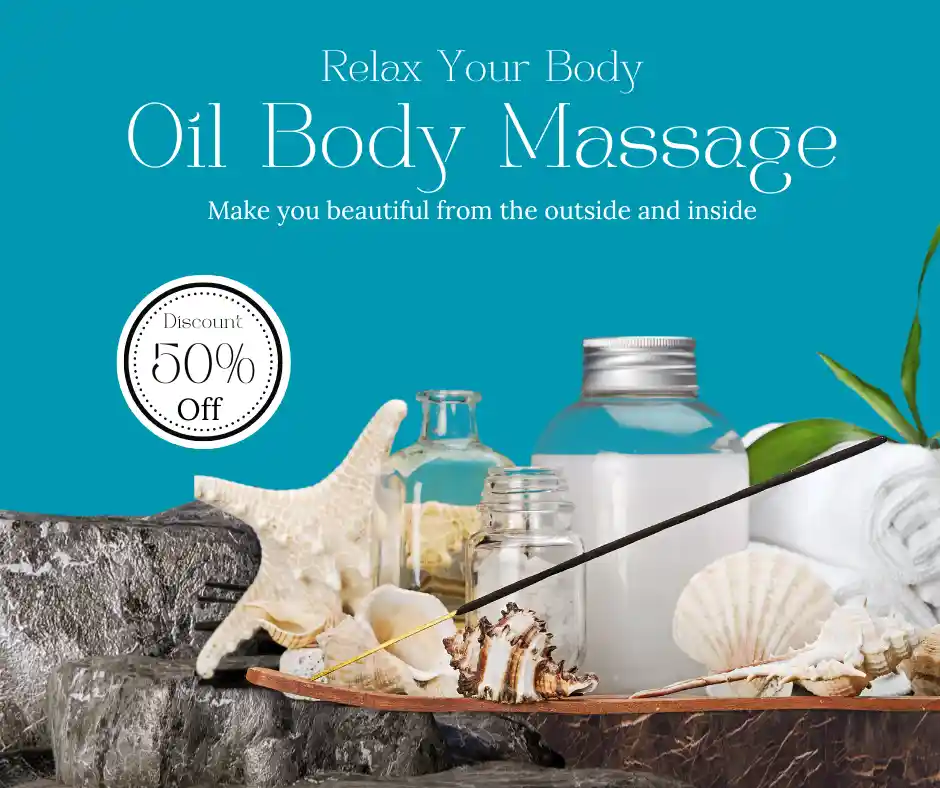 Relax Your Body
Oil Body Massage
Make you beautiful from the outside and inside
Discount
50%
Off